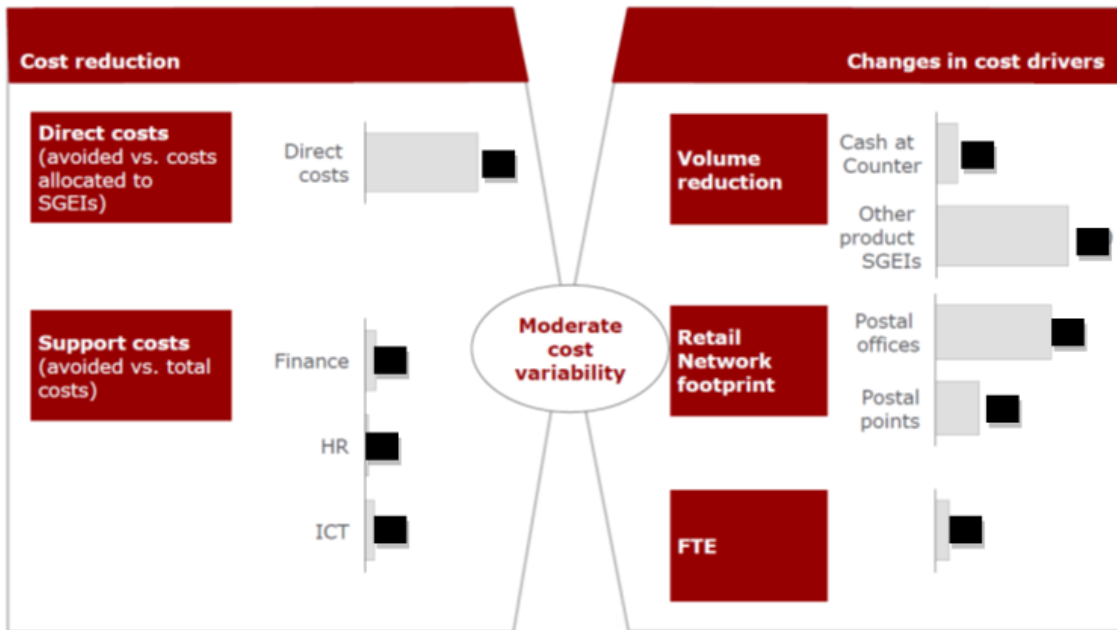 Cost reduction
Direct costs
(avoided vs. costs
allocated to
SGEIs)
Direct
costs
Support costs
(avoided vs. total
costs)
Finance
HR
ICT
Moderate
cost
variability
Changes in cost drivers
Volume
reduction
Cash at
Counter
Other
product
SGEIs
Retail
Network
footprint
Postal
offices
Postal
points
FTE